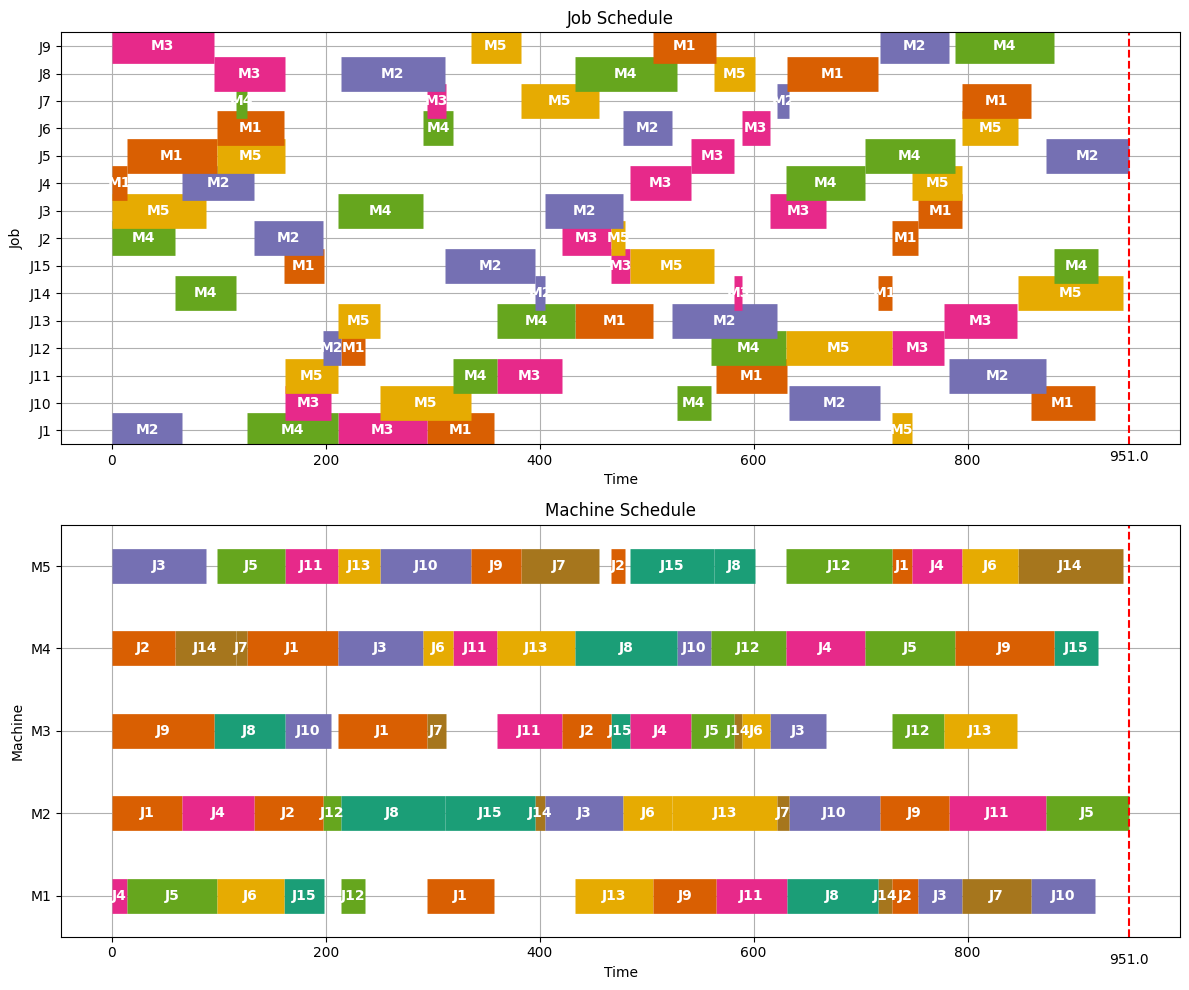 Job Schedule
J9 M3 M5 M1 M2 M4
J8 M3 M2 M4 M5 M1
J7 M4 M3 M5 M2 M1
J6 M1 M4 M2 M3 M5
J5 M1 M5 M3 M4 M2
J4 M1 M2 M3 M4 M5
J3 M5 M4 M2 M3 M1
J2 M4 M2 M3 M5 M1
J15 M1 M2 M3 M5 M4
J14 M4 M2 M3 M1 M5
J13 M5 M4 M1 M2 M3
J12 M2 M1 M4 M5 M3
J11 M5 M4 M3 M1 M2
J10 M3 M5 M4 M2 M1
J1 M2 M4 M3 M1 M5
Job
0 200 400 600 800 951.0
Time
Machine Schedule
M5 J3 J5 J11 J13 J10 J9 J7 J2 J15 J8 J12 J1 J4 J6 J14
M4 J2 J14 J7 J1 J3 J6 J11 J13 J8 J10 J12 J4 J5 J9 J15
M3 J9 J8 J10 J1 J7 J11 J2 J15 J4 J5 J14 J6 J3 J12 J13
M2 J1 J4 J2 J12 J8 J15 J14 J3 J6 J13 J7 J10 J9 J11 J5
M1 J4 J5 J6 J15 J12 J1 J13 J9 J11 J8 J14 J2 J3 J7 J10
Machine
0 200 400 600 800 951.0
Time